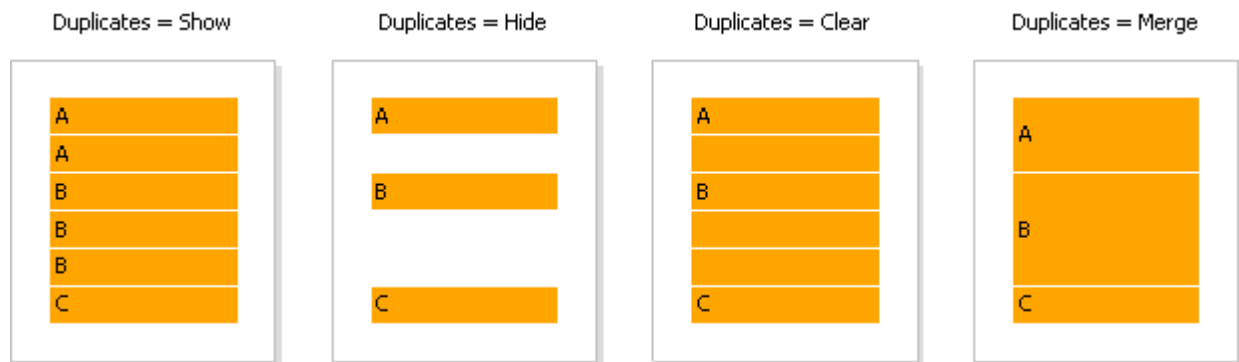 Duplicates = Show
A
A
B
B
B
C
Duplicates = Hide
A
B
C
Duplicates = Clear
A
B
C
Duplicates = Merge
A
B
C